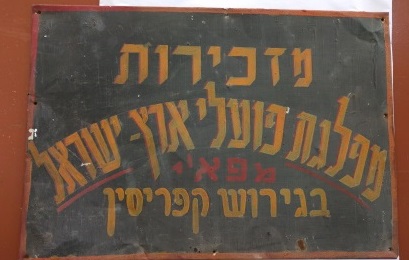 מזכירות
מפלגת פועלי ארץ-ישראל
מפא"י
בגירוש קפריסין